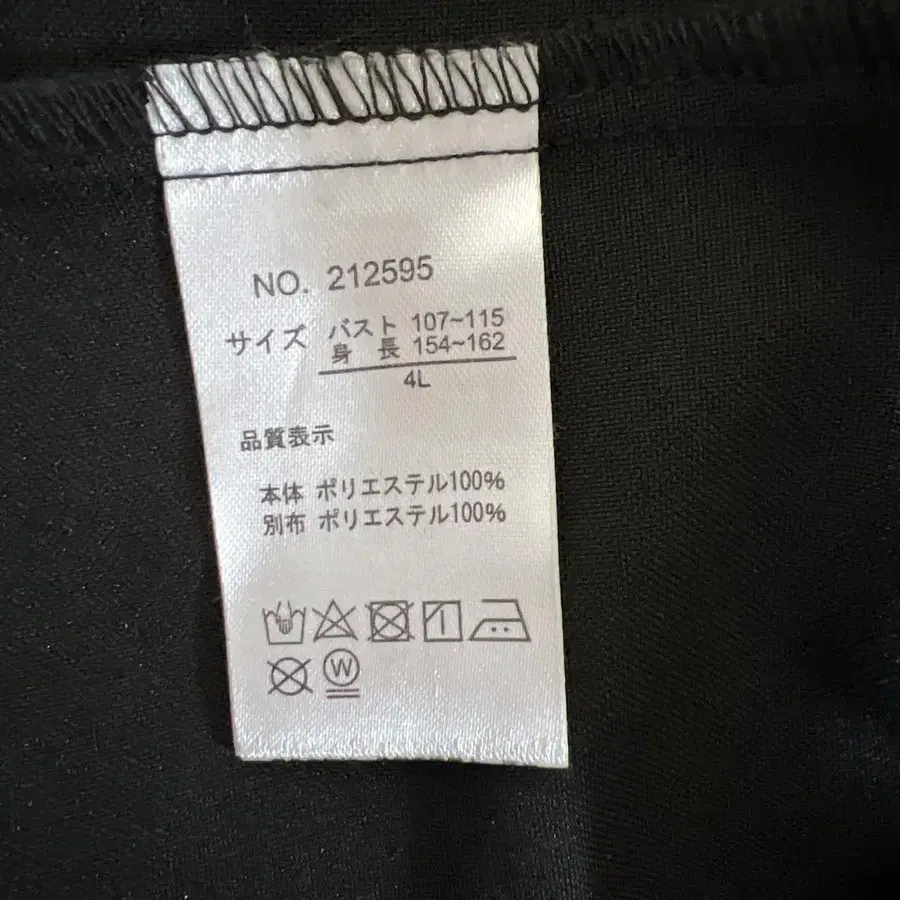 NO. 212595
サイズ バスト 107~115
身 長 154~162
4L
品質表示
本体 ポリエステル100%
別布 ポリエステル100%
W